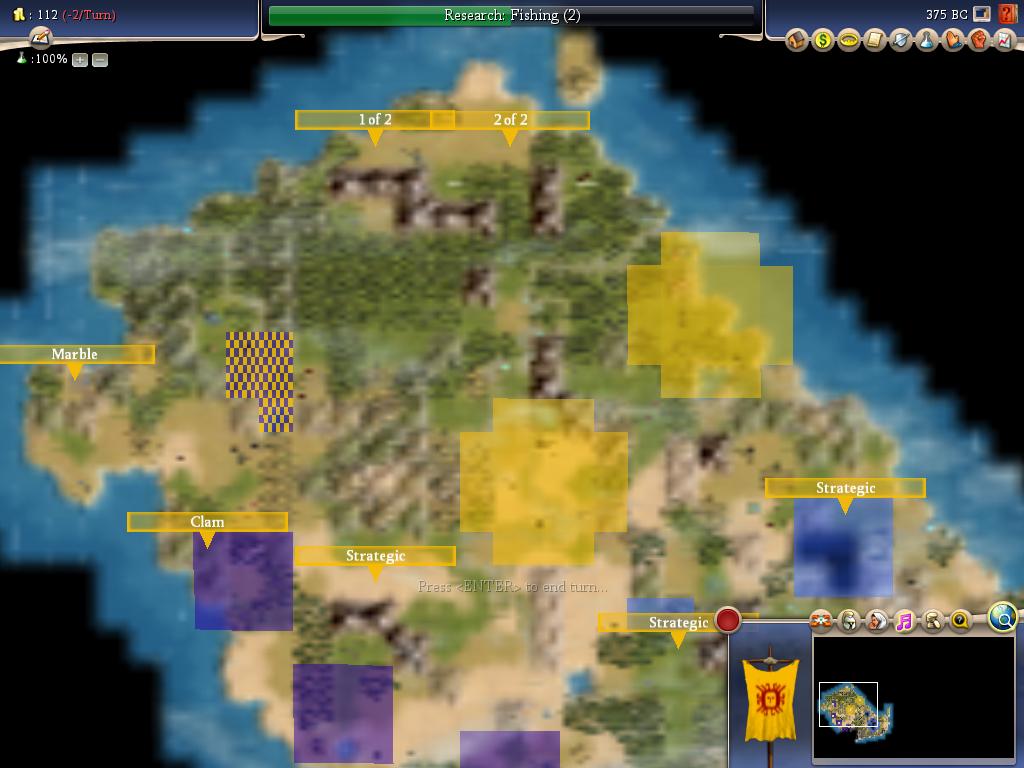 : 112 (-2/Turn)
Research: Fishing (2)
375 BC
:100%
1 of 2
2 of 2
Marble
Strategic
Clam
Strategic
Press <ENTER> to end turn...
Strategic